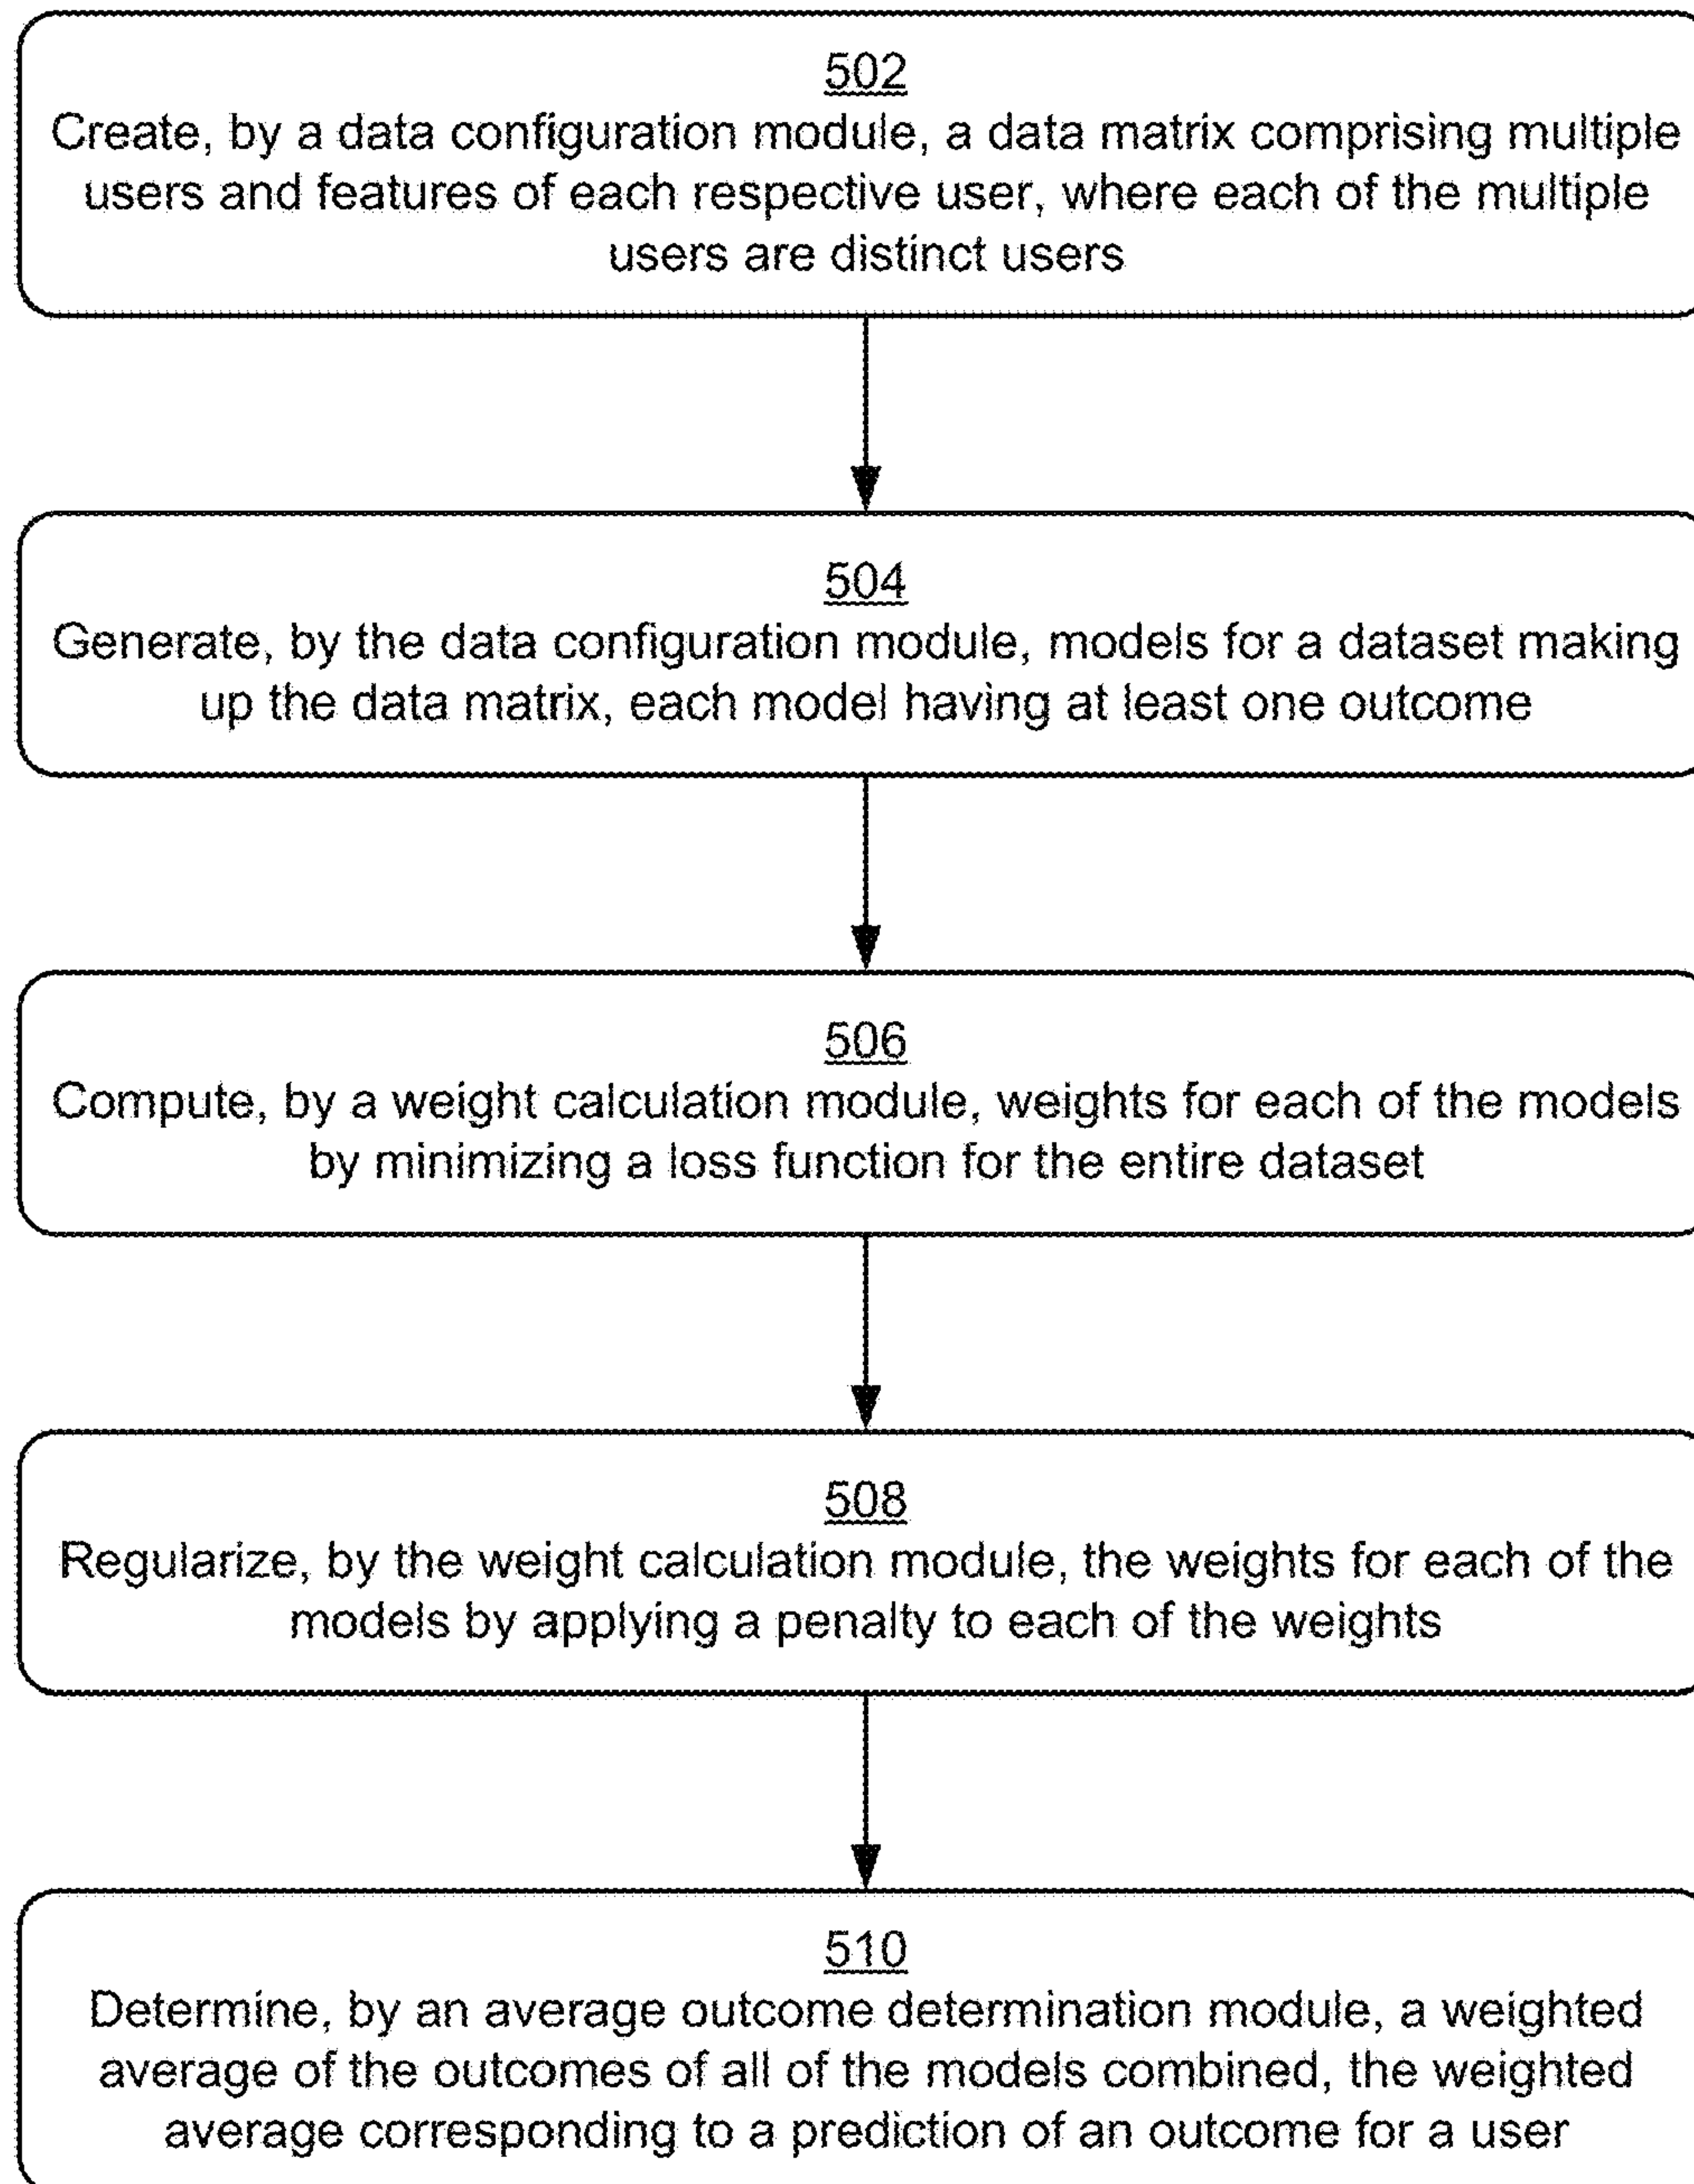 502
Create, by a data configuration module, a data matrix comprising multiple
users and features of each respective user, where each of the multiple
users are distinct users
504
Generate, by the data configuration module, models for a dataset making
up the data matrix, each model having at least one outcome
506
Compute, by a weight calculation module, weights for each of the models
by minimizing a loss function for the entire dataset
508
Regularize, by the weight calculation module, the weights for each of the
models by applying a penalty to each of the weights
510
Determine, by an average outcome determination module, a weighted
average of the outcomes of all of the models combined, the weighted
average corresponding to a prediction of an outcome for a user